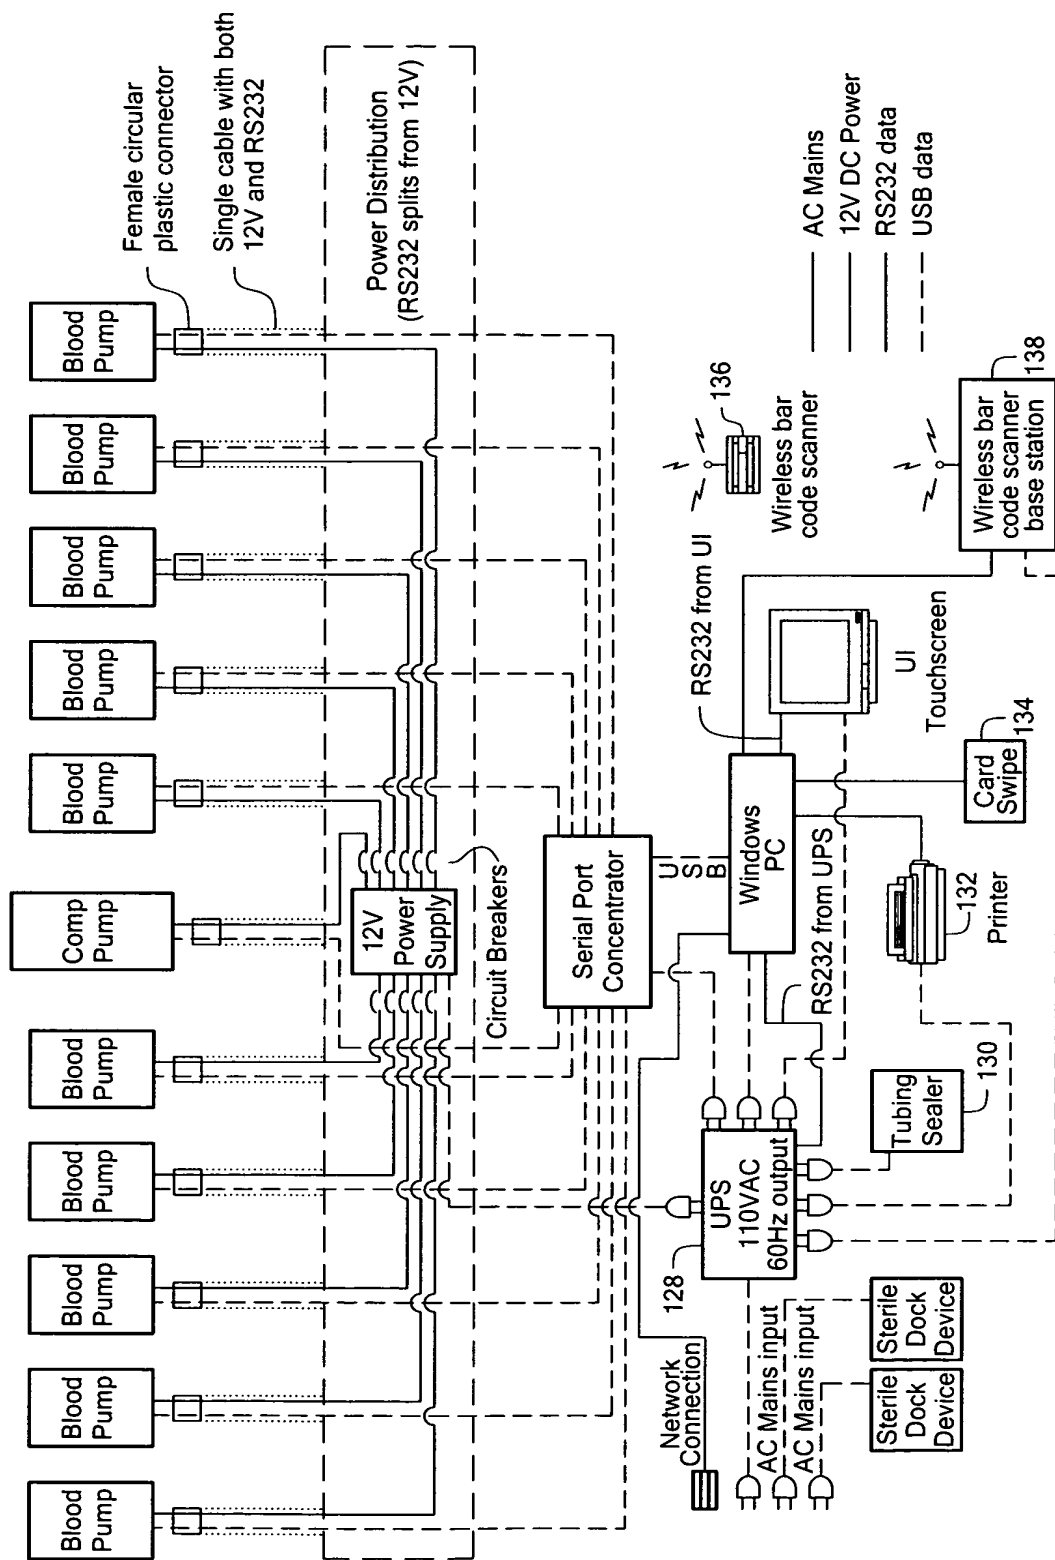 Blood
Pump
Blood
Pump
Blood
Pump
Blood
Pump
Blood
Pump
Comp
Pump
Blood
Pump
Blood
Pump
Blood
Pump
Blood
Pump
Blood
Pump
Female circular
plastic connector
Single cable with both
12V and RS232
Power Distribution
(RS232 splits from 12V)
12V
Power
Supply
Circuit Breakers
Serial Port
Concentrator
U S B
Windows
PC
RS232 from UI
RS232 from UPS
UI
Touchscreen
136
Wireless bar
code scanner
AC Mains
12V DC Power
RS232 data
USB data
138
Wireless bar
code scanner
base station
Card
Swipe
134
132
Printer
Tubing
Sealer
130
UPS
110VAC
60Hz output
128
Network
Connection
AC Mains input
AC Mains input
Sterile
Dock
Device
Sterile
Dock
Device